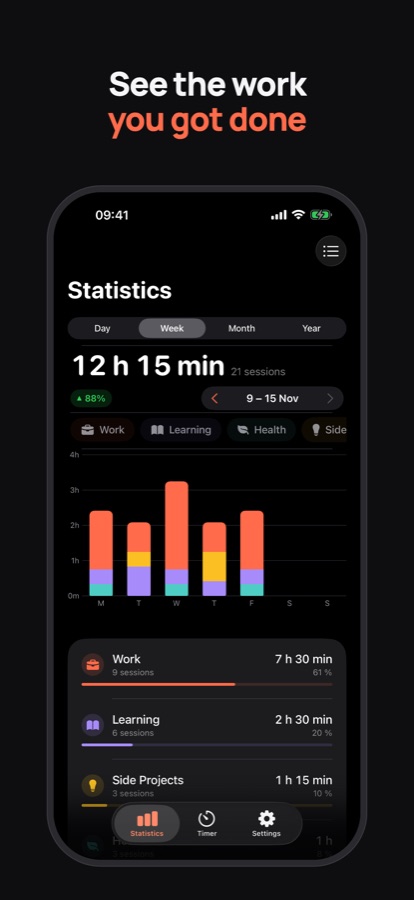 See the work
you got done
09:41
Statistics
Day Week Month Year
12 h 15 min 21 sessions
▲ 88% 9 – 15 Nov
Work Learning Health Side
4h
3h
2h
1h
0m
M T W T F S S
Work 7 h 30 min
9 sessions 61 %
Learning 2 h 30 min
6 sessions 20 %
Side Projects 1 h 15 min
3 sessions 10 %
1 h
Statistics Timer Settings